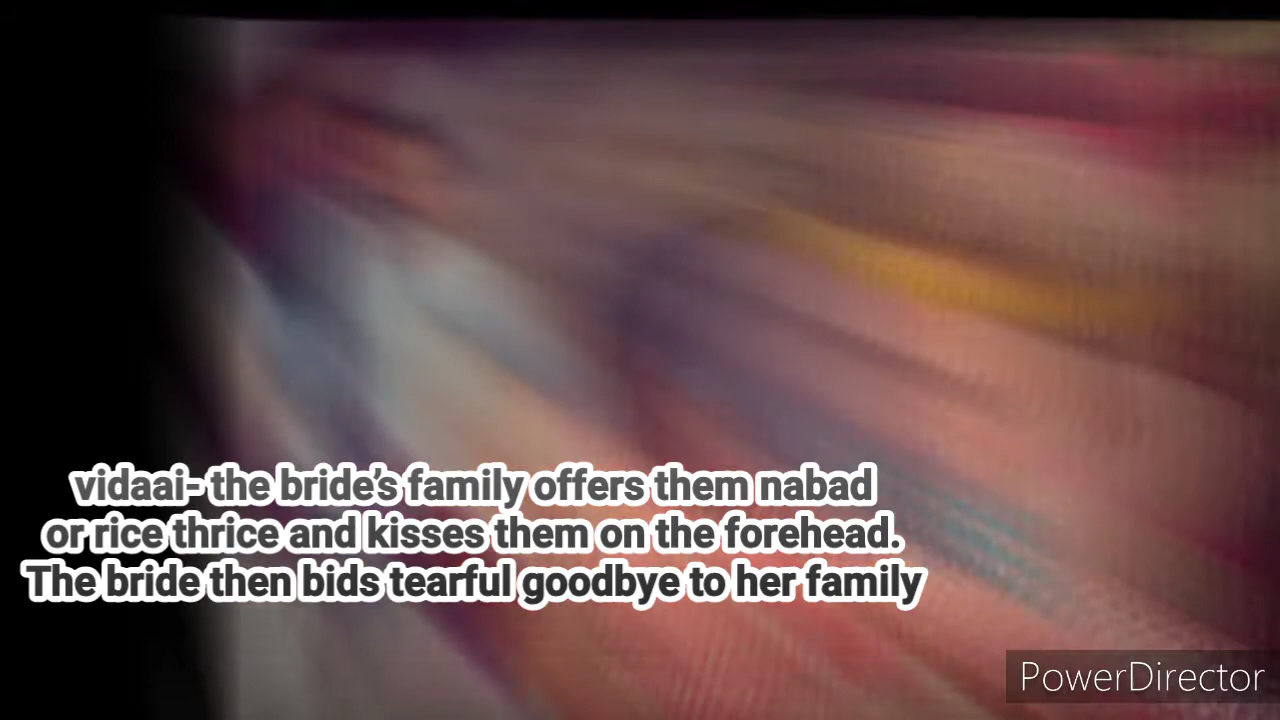 vidaai- the bride's family offers them nabad
or rice thrice and kisses them on the forehead.
The bride then bids tearful goodbye to her family
PowerDirector